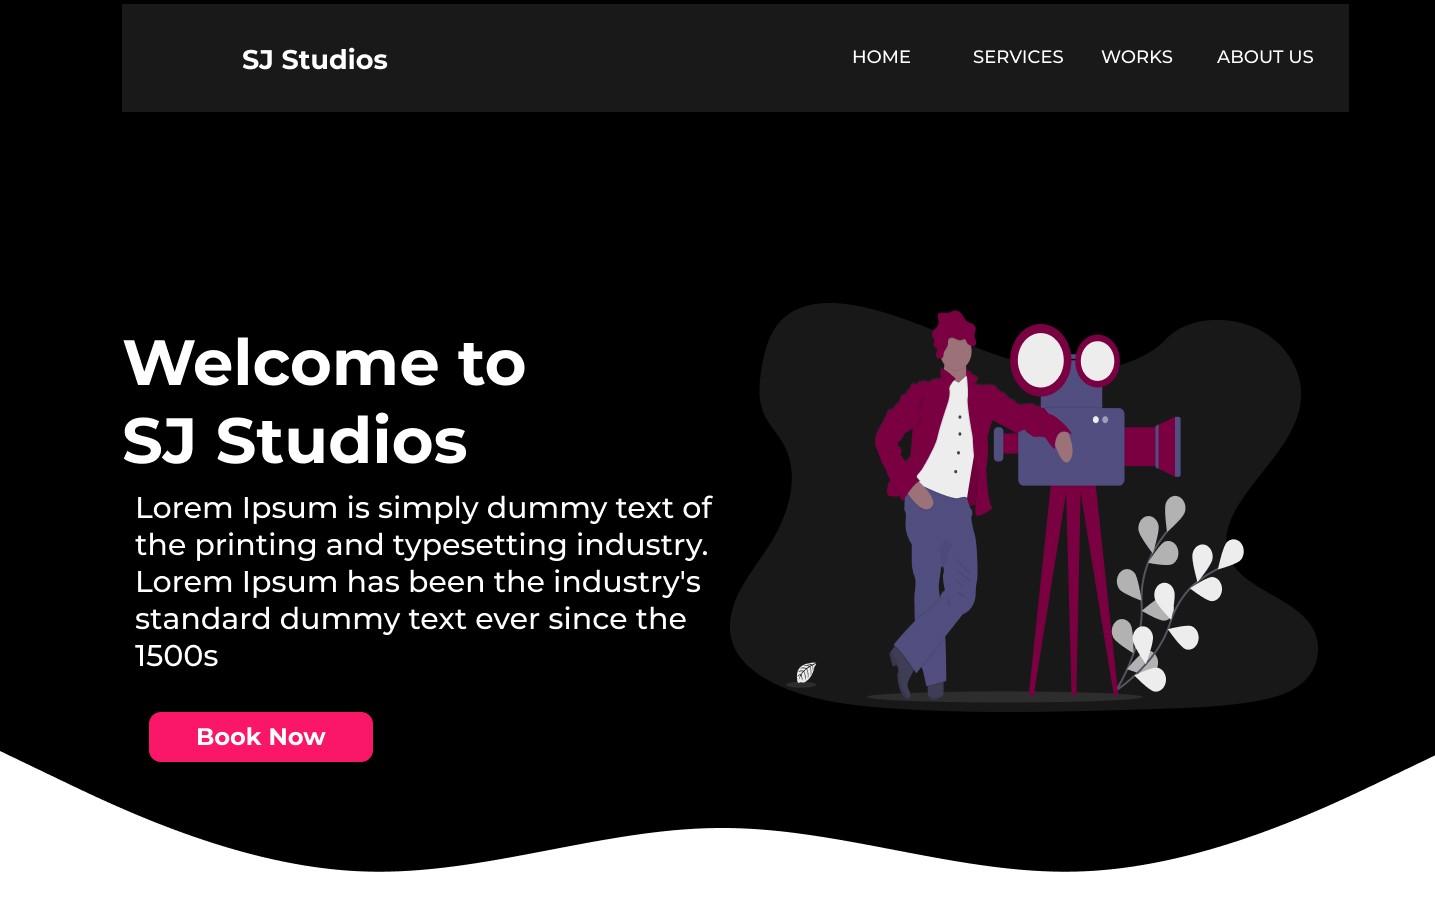 SJ Studios
HOME SERVICES WORKS ABOUT US
Welcome to
SJ Studios
Lorem Ipsum is simply dummy text of
the printing and typesetting industry.
Lorem Ipsum has been the industry's
standard dummy text ever since the
1500s
Book Now